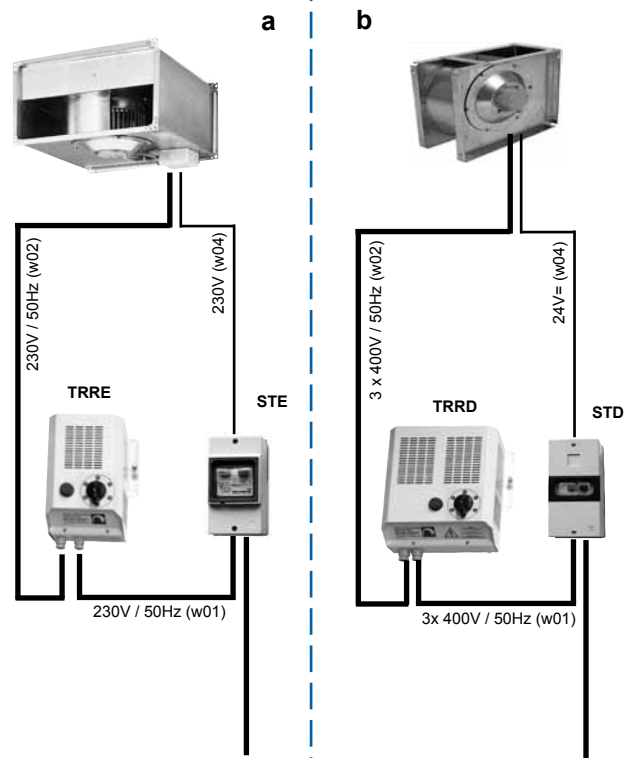 a
230V / 50Hz (w02)
230V (w04)
TRRE
STE
230V / 50Hz (w01)
b
3 x 400V / 50Hz (w02)
24V= (w04)
TRRD
STD
3x 400V / 50Hz (w01)